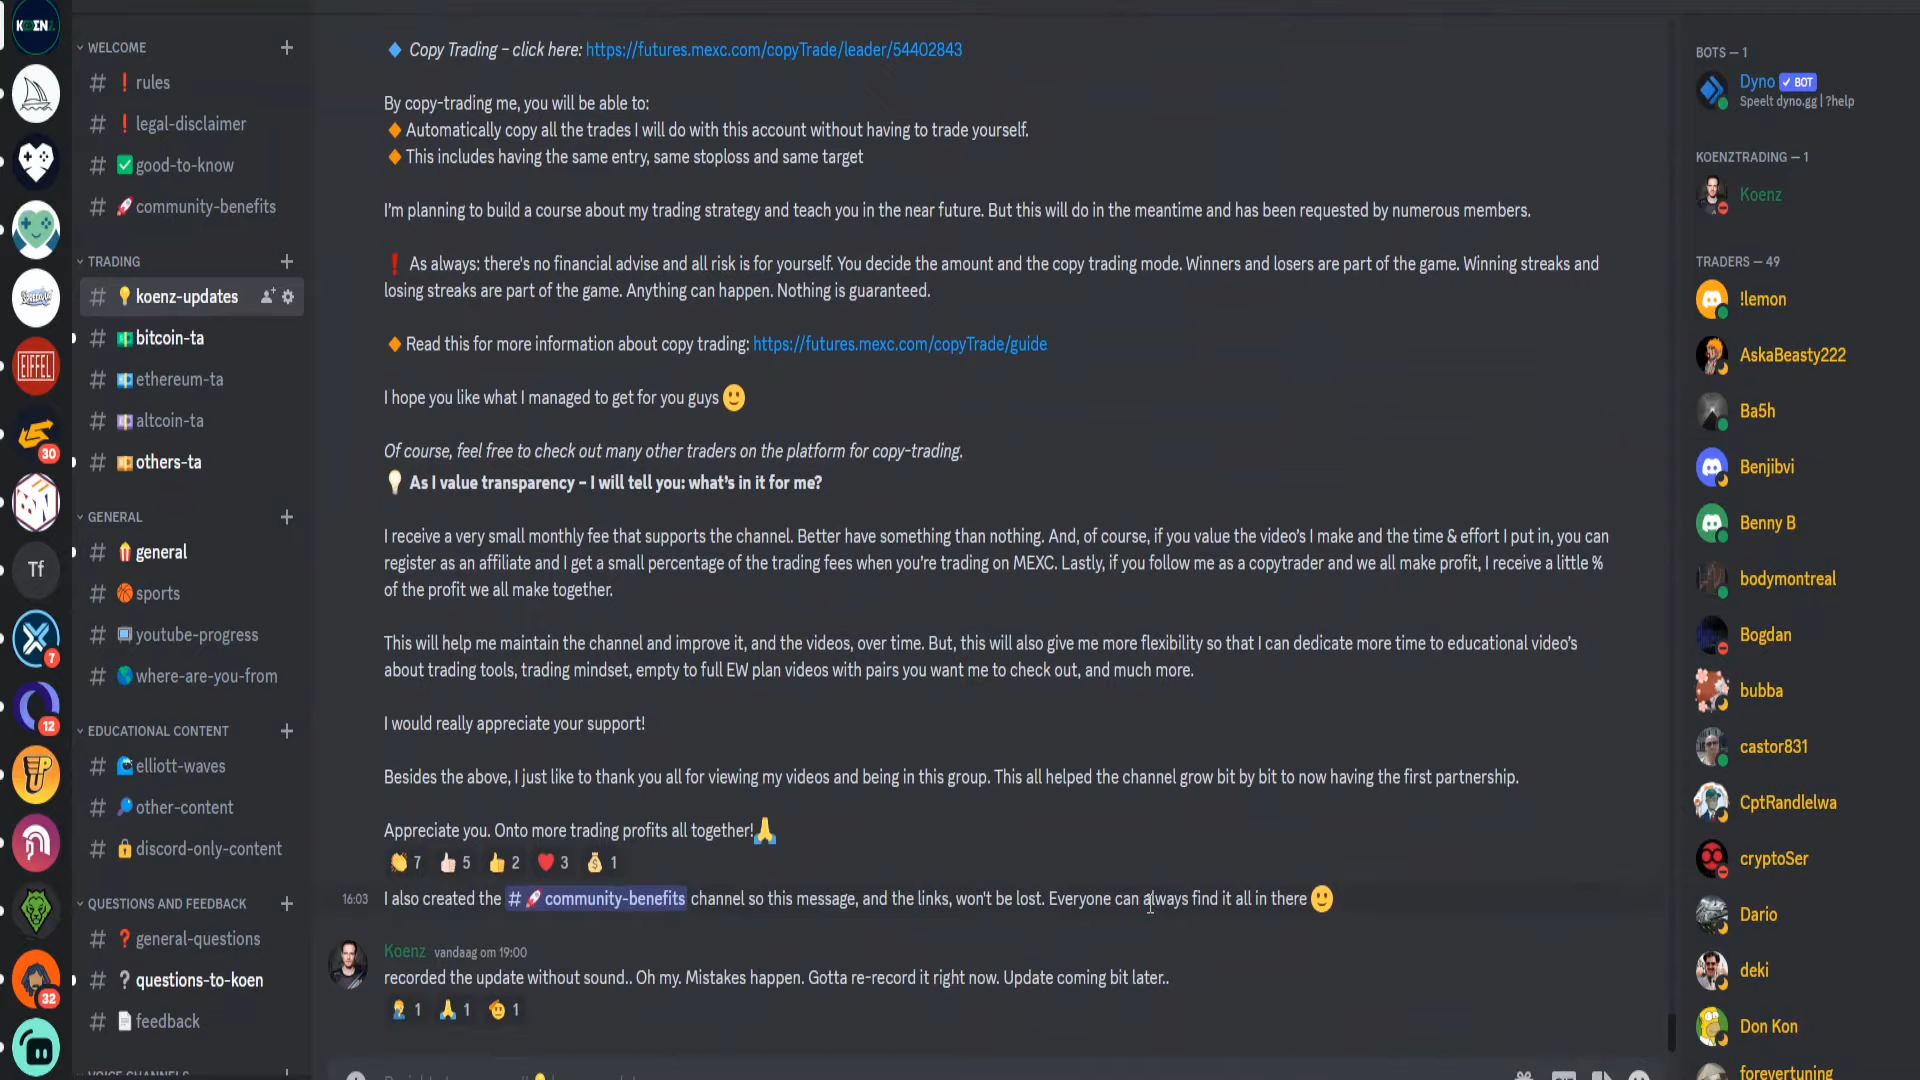 KOENZ
WELCOME
rules
legal-disclaimer
good-to-know
community-benefits
TRADING
koenz-updates
bitcoin-ta
ethereum-ta
altcoin-ta
others-ta
GENERAL
general
sports
youtube-progress
where-are-you-from
EDUCATIONAL CONTENT
elliott-waves
other-content
discord-only-content
QUESTIONS AND FEEDBACK
general-questions
questions-to-koen
feedback
VOICE CHANNELS
EIFFEL
30
Tf
7
12
32
Copy Trading – click here: https://futures.mexc.com/copyTrade/leader/54402843
By copy-trading me, you will be able to:
Automatically copy all the trades I will do with this account without having to trade yourself.
This includes having the same entry, same stoploss and same target
I'm planning to build a course about my trading strategy and teach you in the near future. But this will do in the meantime and has been requested by numerous members.
As always: there's no financial advise and all risk is for yourself. You decide the amount and the copy trading mode. Winners and losers are part of the game. Winning streaks and
losing streaks are part of the game. Anything can happen. Nothing is guaranteed.
Read this for more information about copy trading: https://futures.mexc.com/copyTrade/guide
I hope you like what I managed to get for you guys
Of course, feel free to check out many other traders on the platform for copy-trading.
As I value transparency – I will tell you: what's in it for me?
I receive a very small monthly fee that supports the channel. Better have something than nothing. And, of course, if you value the video's I make and the time & effort I put in, you can
register as an affiliate and I get a small percentage of the trading fees when you're trading on MEXC. Lastly, if you follow me as a copytrader and we all make profit, I receive a little %
of the profit we all make together.
This will help me maintain the channel and improve it, and the videos, over time. But, this will also give me more flexibility so that I can dedicate more time to educational video's
about trading tools, trading mindset, empty to full EW plan videos with pairs you want me to check out, and much more.
I would really appreciate your support!
Besides the above, I just like to thank you all for viewing my videos and being in this group. This all helped the channel grow bit by bit to now having the first partnership.
Appreciate you. Onto more trading profits all together!
7 5 2 3 1
16:03 I also created the # community-benefits channel so this message, and the links, won't be lost. Everyone can always find it all in there
Koenz vandaag om 19:00
recorded the update without sound.. Oh my. Mistakes happen. Gotta re-record it right now. Update coming bit later..
1 1 1
BOTS — 1
Dyno ✓ BOT
Speelt dyno.gg | ?help
KOENZTRADING — 1
Koenz
TRADERS — 49
!lemon
AskaBeasty222
Ba5h
Benjibvi
Benny B
bodymontreal
Bogdan
bubba
castor831
CptRandlelwa
cryptoSer
Dario
deki
Don Kon
forevertuning